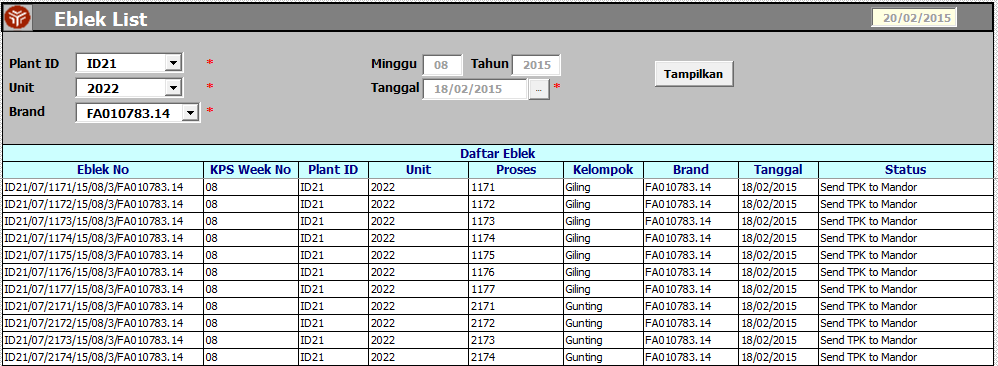 Eblek List 20/02/2015
Plant ID ID21 * Minggu 08 Tahun 2015
Tampilkan
Unit 2022 * Tanggal 18/02/2015 ... *
Brand FA010783.14 *
Daftar Eblek
Eblek No KPS Week No Plant ID Unit Proses Kelompok Brand Tanggal Status
ID21/07/1171/15/08/3/FA010783.14 08 ID21 2022 1171 Giling FA010783.14 18/02/2015 Send TPK to Mandor
ID21/07/1172/15/08/3/FA010783.14 08 ID21 2022 1172 Giling FA010783.14 18/02/2015 Send TPK to Mandor
ID21/07/1173/15/08/3/FA010783.14 08 ID21 2022 1173 Giling FA010783.14 18/02/2015 Send TPK to Mandor
ID21/07/1174/15/08/3/FA010783.14 08 ID21 2022 1174 Giling FA010783.14 18/02/2015 Send TPK to Mandor
ID21/07/1175/15/08/3/FA010783.14 08 ID21 2022 1175 Giling FA010783.14 18/02/2015 Send TPK to Mandor
ID21/07/1176/15/08/3/FA010783.14 08 ID21 2022 1176 Giling FA010783.14 18/02/2015 Send TPK to Mandor
ID21/07/1177/15/08/3/FA010783.14 08 ID21 2022 1177 Giling FA010783.14 18/02/2015 Send TPK to Mandor
ID21/07/2171/15/08/3/FA010783.14 08 ID21 2022 2171 Gunting FA010783.14 18/02/2015 Send TPK to Mandor
ID21/07/2172/15/08/3/FA010783.14 08 ID21 2022 2172 Gunting FA010783.14 18/02/2015 Send TPK to Mandor
ID21/07/2173/15/08/3/FA010783.14 08 ID21 2022 2173 Gunting FA010783.14 18/02/2015 Send TPK to Mandor
ID21/07/2174/15/08/3/FA010783.14 08 ID21 2022 2174 Gunting FA010783.14 18/02/2015 Send TPK to Mandor